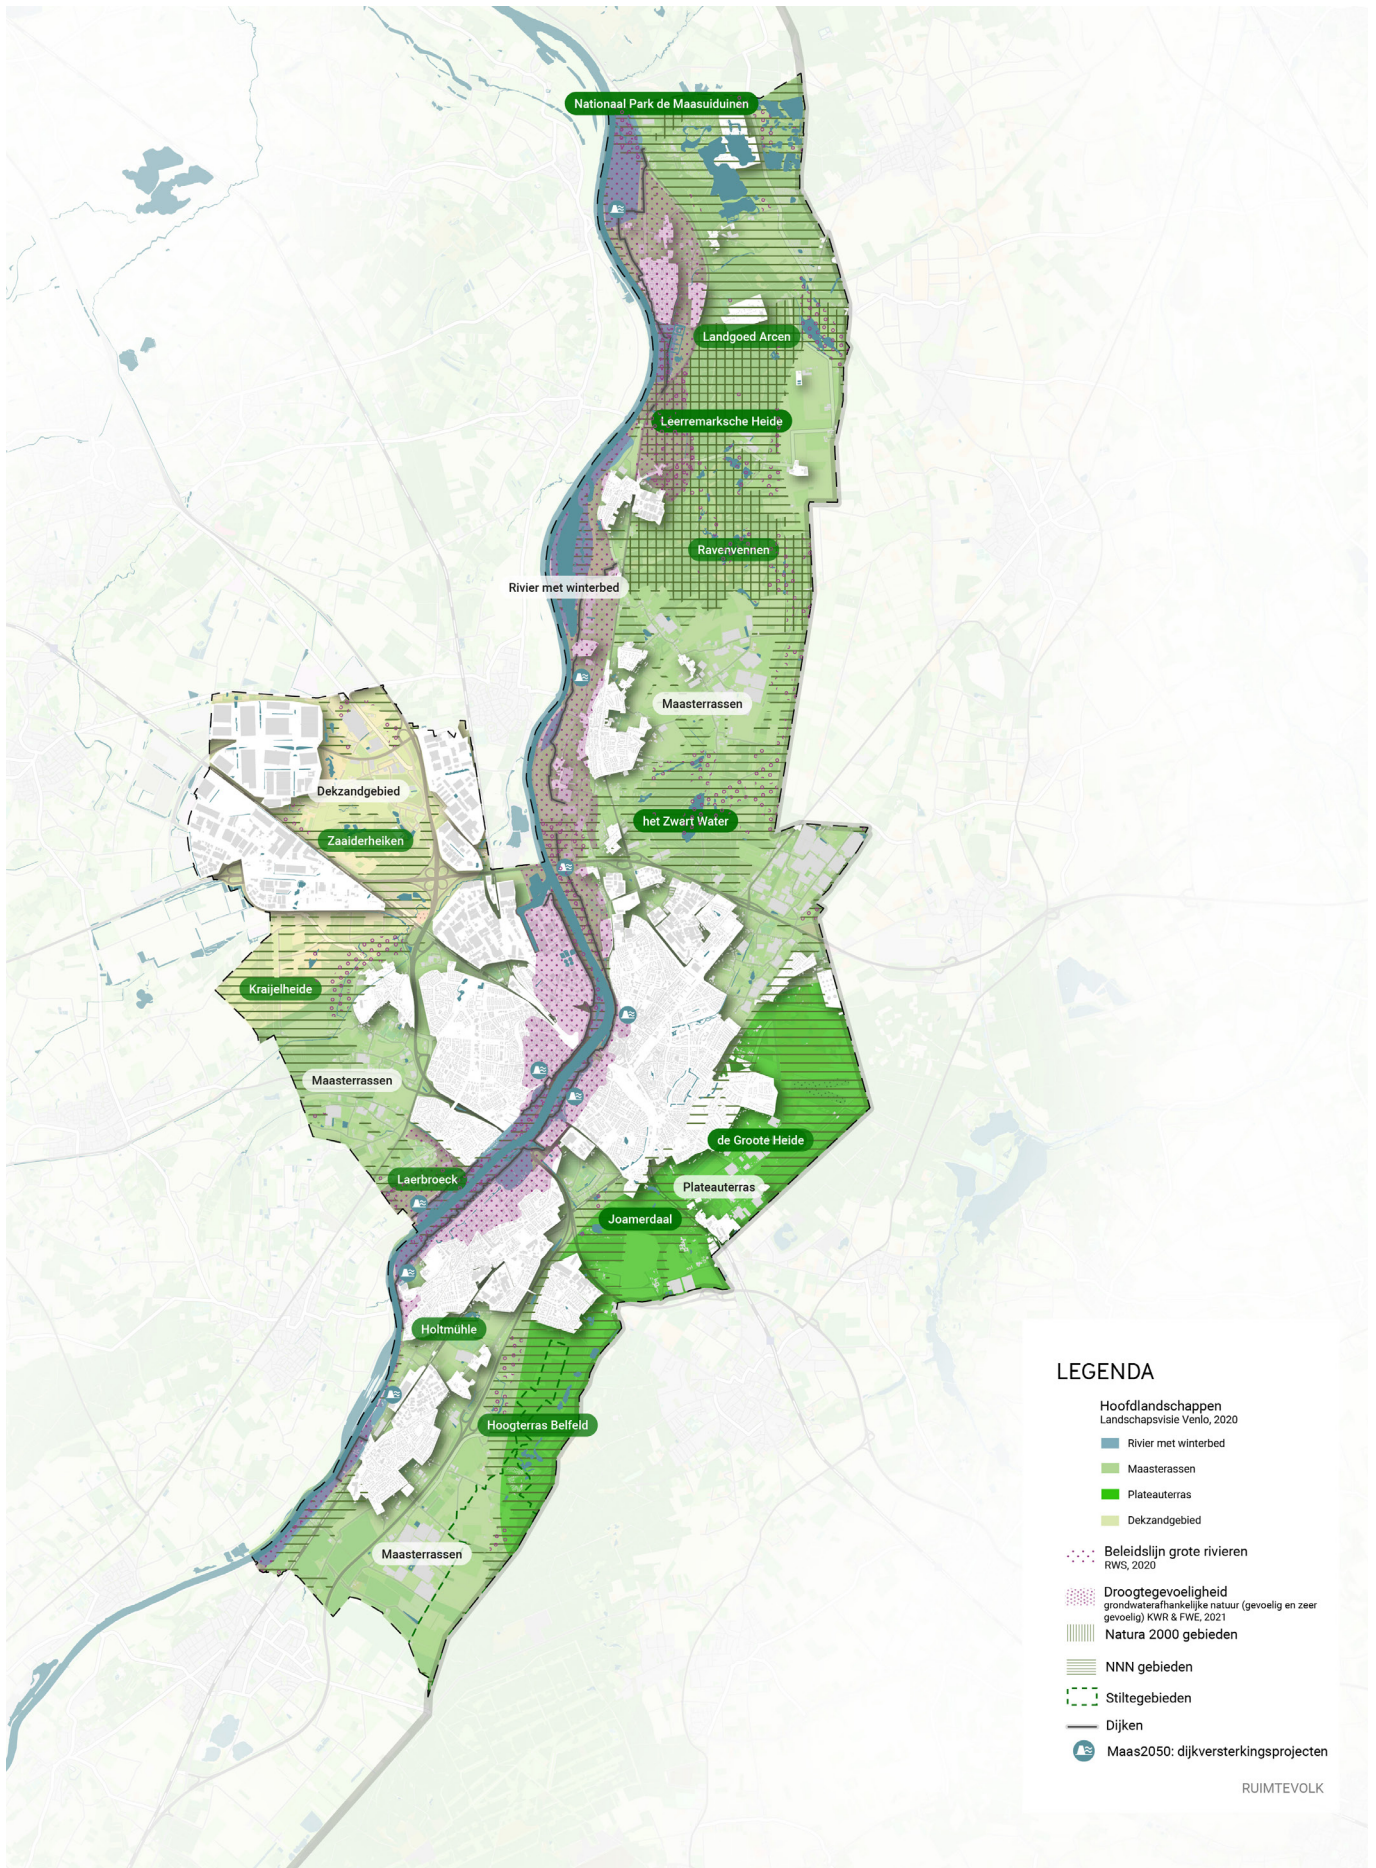 Nationaal Park de Maasuiduinen
Landgoed Arcen
Leerremarksche Heide
Ravenvennen
Rivier met winterbed
Maasterrassen
Dekzandgebied
het Zwart Water
Zaaiderheiken
Kraijelheide
Maasterrassen
de Groote Heide
Laerbroeck
Plateauterras
Joamerdaal
Holtmühle
Hoogterras Belfeld
Maasterrassen
LEGENDA
Hoofdlandschappen
Landschapsvisie Venlo, 2020
Rivier met winterbed
Maasterassen
Plateauterras
Dekzandgebied
Beleidslijn grote rivieren
RWS, 2020
Droogtegevoeligheid
grondwaterafhankelijke natuur (gevoelig en zeer
gevoelig) KWR & FWE, 2021
Natura 2000 gebieden
NNN gebieden
Stiltegebieden
Dijken
Maas2050: dijkversterkingsprojecten
RUIMTEVOLK